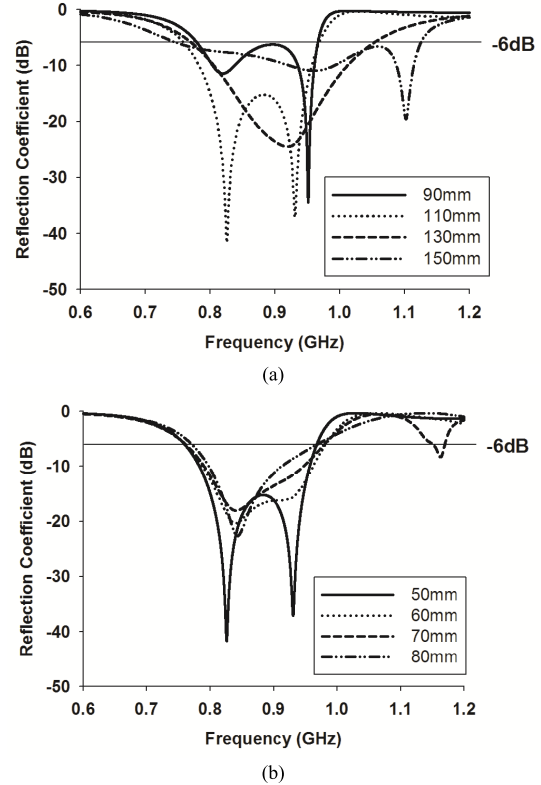 0
-10
-20
-30
-40
-50
Reflection Coefficient (dB)
-6dB
90mm
110mm
130mm
150mm
0.6 0.7 0.8 0.9 1.0 1.1 1.2
Frequency (GHz)
(a)
0
-10
-20
-30
-40
-50
Reflection Coefficient (dB)
-6dB
50mm
60mm
70mm
80mm
0.6 0.7 0.8 0.9 1.0 1.1 1.2
Frequency (GHz)
(b)